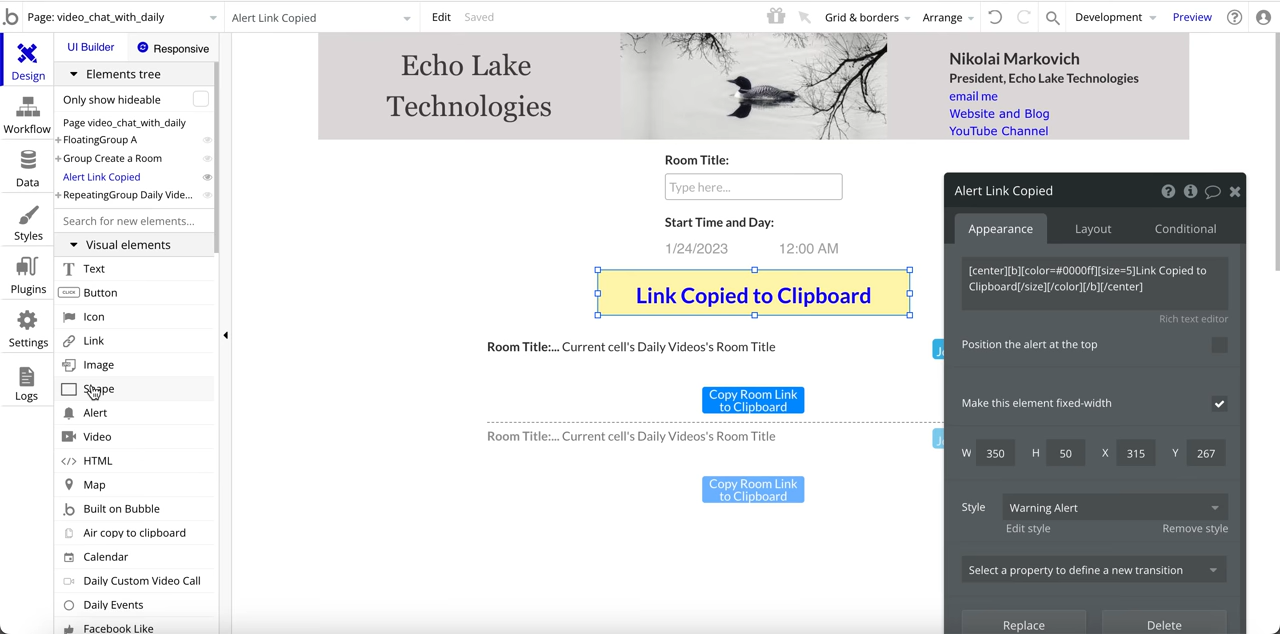 b Page: video_chat_with_daily Alert Link Copied Edit Saved Grid & borders Arrange Development Preview ?
UI Builder Responsive
Design
Elements tree
Only show hideable
Page video_chat_with_daily
FloatingGroup A
Group Create a Room
Alert Link Copied
RepeatingGroup Daily Vide...
Search for new elements...
Visual elements
Text
CLICK Button
Icon
Link
Image
Shape
Alert
Video
</> HTML
Map
b Built on Bubble
Air copy to clipboard
Calendar
Daily Custom Video Call
Daily Events
Facebook Like
Workflow
Data
Styles
Plugins
Settings
Logs
Echo Lake
Technologies
Nikolai Markovich
President, Echo Lake Technologies
email me
Website and Blog
YouTube Channel
Room Title:
Type here...
Start Time and Day:
1/24/2023 12:00 AM
Link Copied to Clipboard
Room Title:... Current cell's Daily Videos's Room Title
Copy Room Link
to Clipboard
Room Title:... Current cell's Daily Videos's Room Title
Copy Room Link
to Clipboard
Alert Link Copied
Appearance Layout Conditional
[center][b][color=#0000ff][size=5]Link Copied to
Clipboard[/size][/color][/b][/center]
Rich text editor
Position the alert at the top
Make this element fixed-width
W 350 H 50 X 315 Y 267
Style Warning Alert
Edit style Remove style
Select a property to define a new transition
Replace Delete